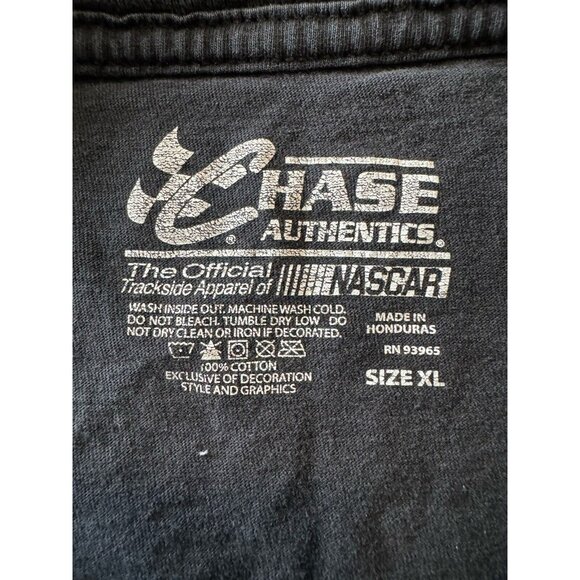 CHASE
AUTHENTICS®
The Official
Trackside Apparel of NASCAR
WASH INSIDE OUT. MACHINE WASH COLD.
DO NOT BLEACH. TUMBLE DRY LOW DO
NOT DRY CLEAN OR IRON IF DECORATED.
100% COTTON
EXCLUSIVE OF DECORATION
STYLE AND GRAPHICS
MADE IN
HONDURAS
RN 93965
SIZE XL